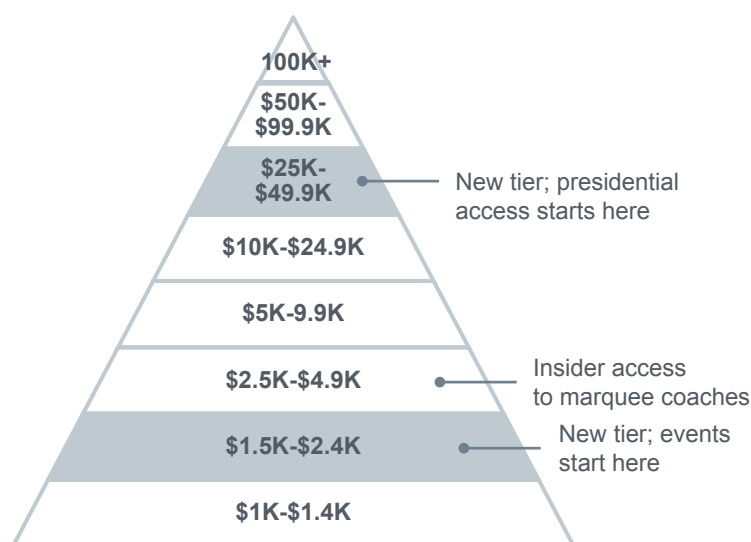 100K+
$50K-
$99.9K
$25K-
$49.9K
New tier; presidential
access starts here
$10K-$24.9K
$5K-9.9K
$2.5K-$4.9K
Insider access
to marquee coaches
$1.5K-$2.4K
New tier; events
start here
$1K-$1.4K